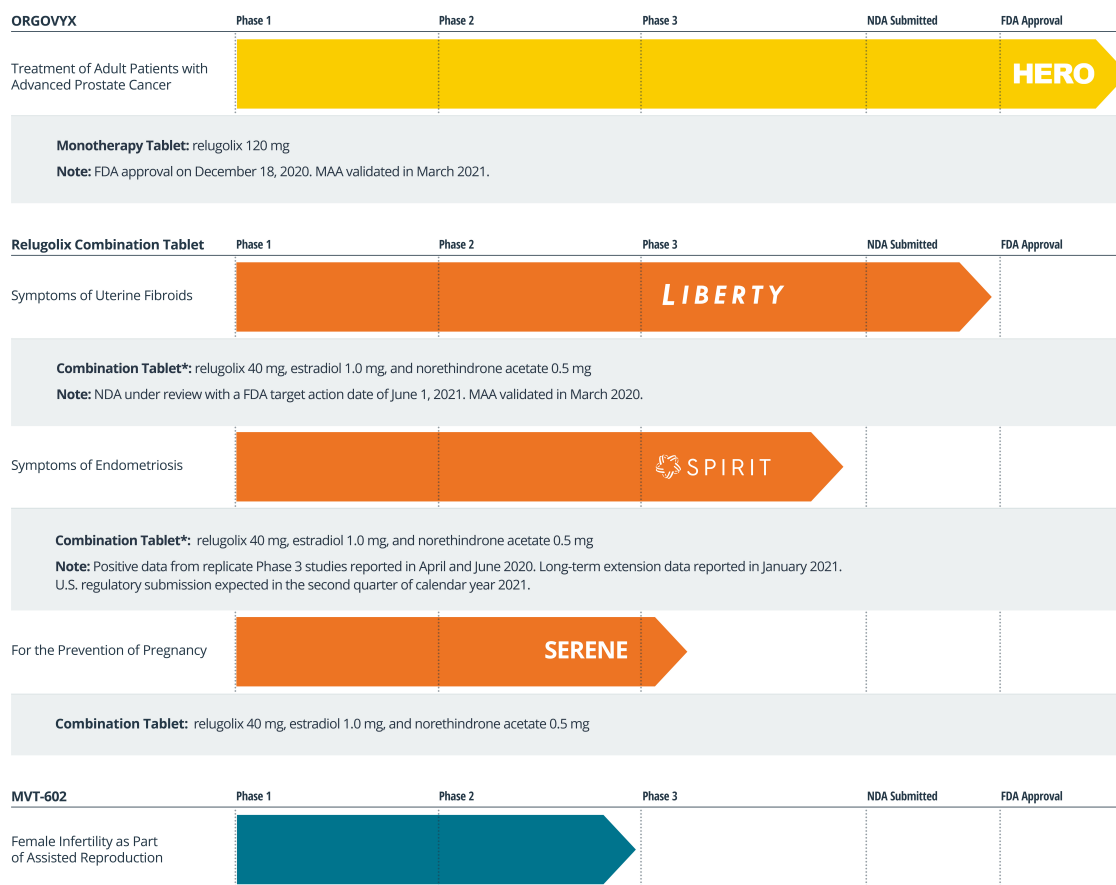 ORGOVYX Phase 1 Phase 2 Phase 3 NDA Submitted FDA Approval
Treatment of Adult Patients with
Advanced Prostate Cancer
HERO
Monotherapy Tablet: relugolix 120 mg
Note: FDA approval on December 18, 2020. MAA validated in March 2021.
Relugolix Combination Tablet Phase 1 Phase 2 Phase 3 NDA Submitted FDA Approval
Symptoms of Uterine Fibroids LIBERTY
Combination Tablet*: relugolix 40 mg, estradiol 1.0 mg, and norethindrone acetate 0.5 mg
Note: NDA under review with a FDA target action date of June 1, 2021. MAA validated in March 2020.
Symptoms of Endometriosis SPIRIT
Combination Tablet*: relugolix 40 mg, estradiol 1.0 mg, and norethindrone acetate 0.5 mg
Note: Positive data from replicate Phase 3 studies reported in April and June 2020. Long-term extension data reported in January 2021.
U.S. regulatory submission expected in the second quarter of calendar year 2021.
For the Prevention of Pregnancy SERENE
Combination Tablet: relugolix 40 mg, estradiol 1.0 mg, and norethindrone acetate 0.5 mg
MVT-602 Phase 1 Phase 2 Phase 3 NDA Submitted FDA Approval
Female Infertility as Part
of Assisted Reproduction